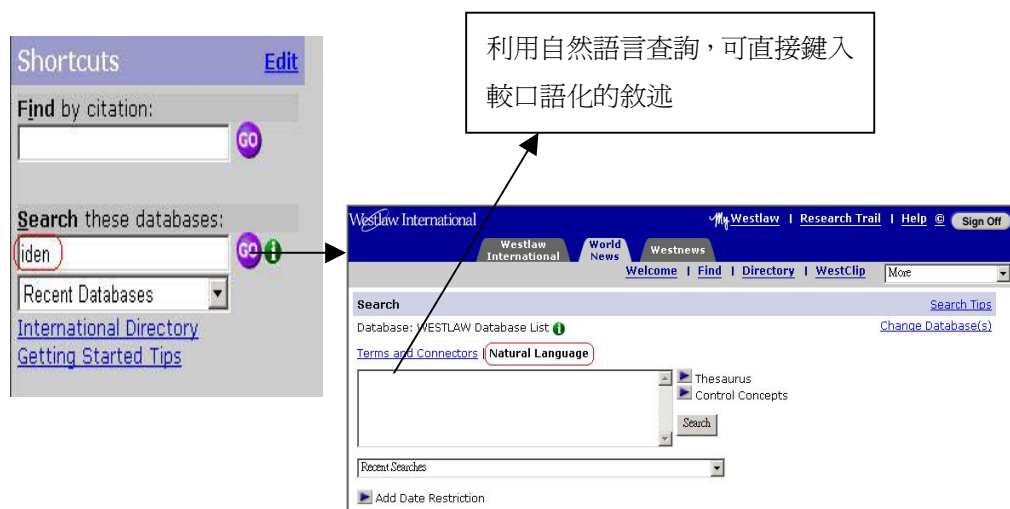 利用自然語言查詢，可直接鍵入
較口語化的敘述
Shortcuts Edit
Find by citation:
GO
Search these databases:
iden GO i
Recent Databases
International Directory
Getting Started Tips
Westlaw International My Westlaw | Research Trail | Help © Sign Off
Westlaw International World News Westnews
Welcome | Find | Directory | WestClip More
Search Search Tips
Database: WESTLAW Database List i Change Database(s)
Terms and Connectors | Natural Language
Thesaurus
Control Concepts
Search
Recent Searches
Add Date Restriction